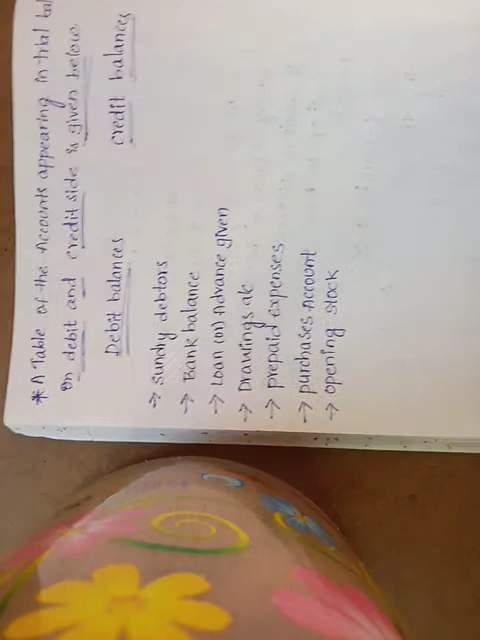 * A Table of the Accounts appearing in trial bal
on debit and credit side is given below.
Debit balances credit balances
→ Sundry debtors
→ Bank balance
→ Loan (or) Advance given
→ Drawings a/c
→ prepaid expenses
→ purchases Account
→ opening stock